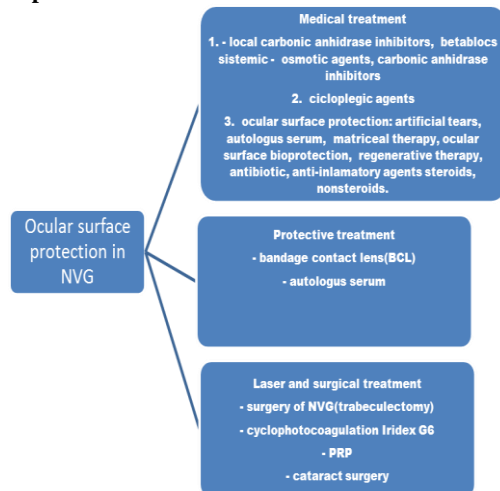 Medical treatment
1. - local carbonic anhidrase inhibitors, betablocs
sistemic - osmotic agents, carbonic anhidrase
inhibitors
2. cicloplegic agents
3. ocular surface protection: artificial tears,
autologus serum, matriceal therapy, ocular
surface bioprotection, regenerative therapy,
antibiotic, anti-inlamatory agents steroids,
nonsteroids.
Ocular surface
protection in
NVG
Protective treatment
- bandage contact lens(BCL)
- autologus serum
Laser and surgical treatment
- surgery of NVG(trabeculectomy)
- cyclophotocoagulation Iridex G6
- PRP
- cataract surgery